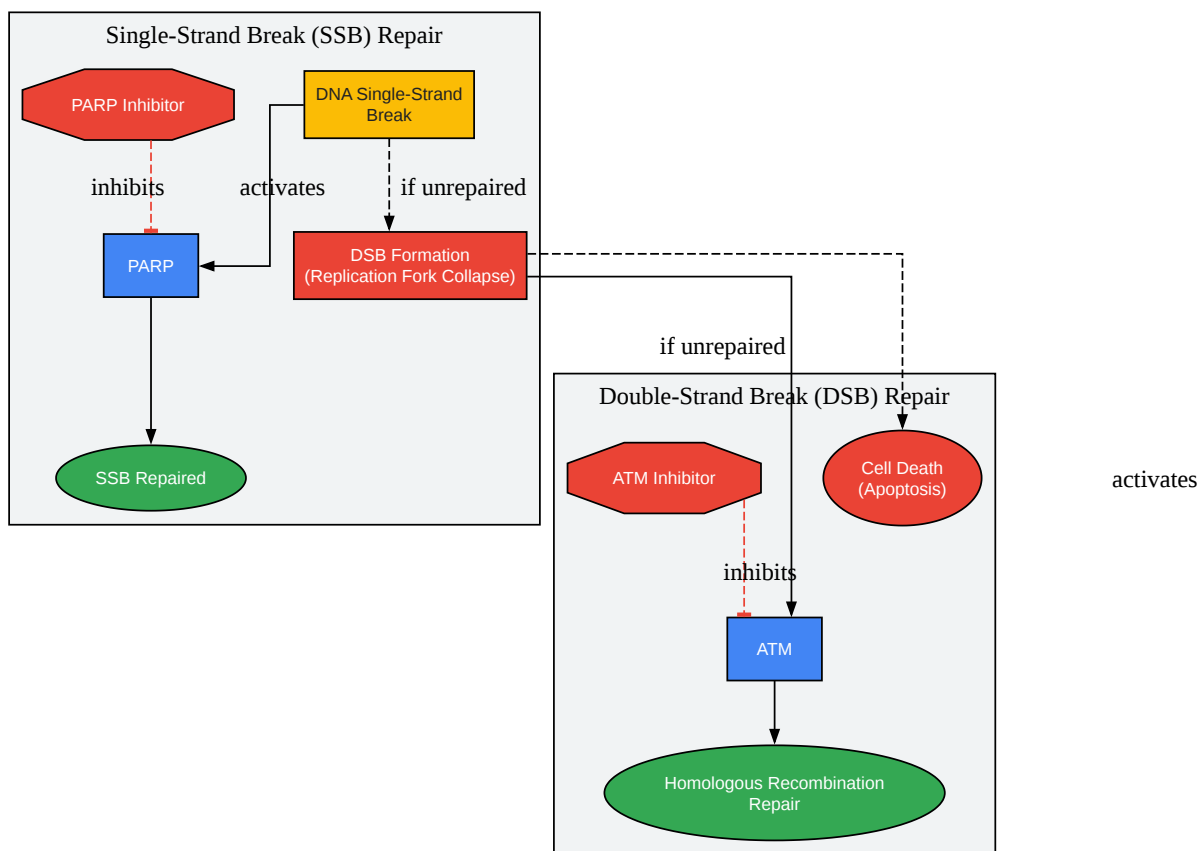 Single-Strand Break (SSB) Repair
PARP Inhibitor
DNA Single-Strand
Break
inhibits
activates
if unrepaired
PARP
DSB Formation
(Replication Fork Collapse)
if unrepaired
Double-Strand Break (DSB) Repair
SSB Repaired
ATM Inhibitor
Cell Death
(Apoptosis)
activates
inhibits
ATM
Homologous Recombination
Repair